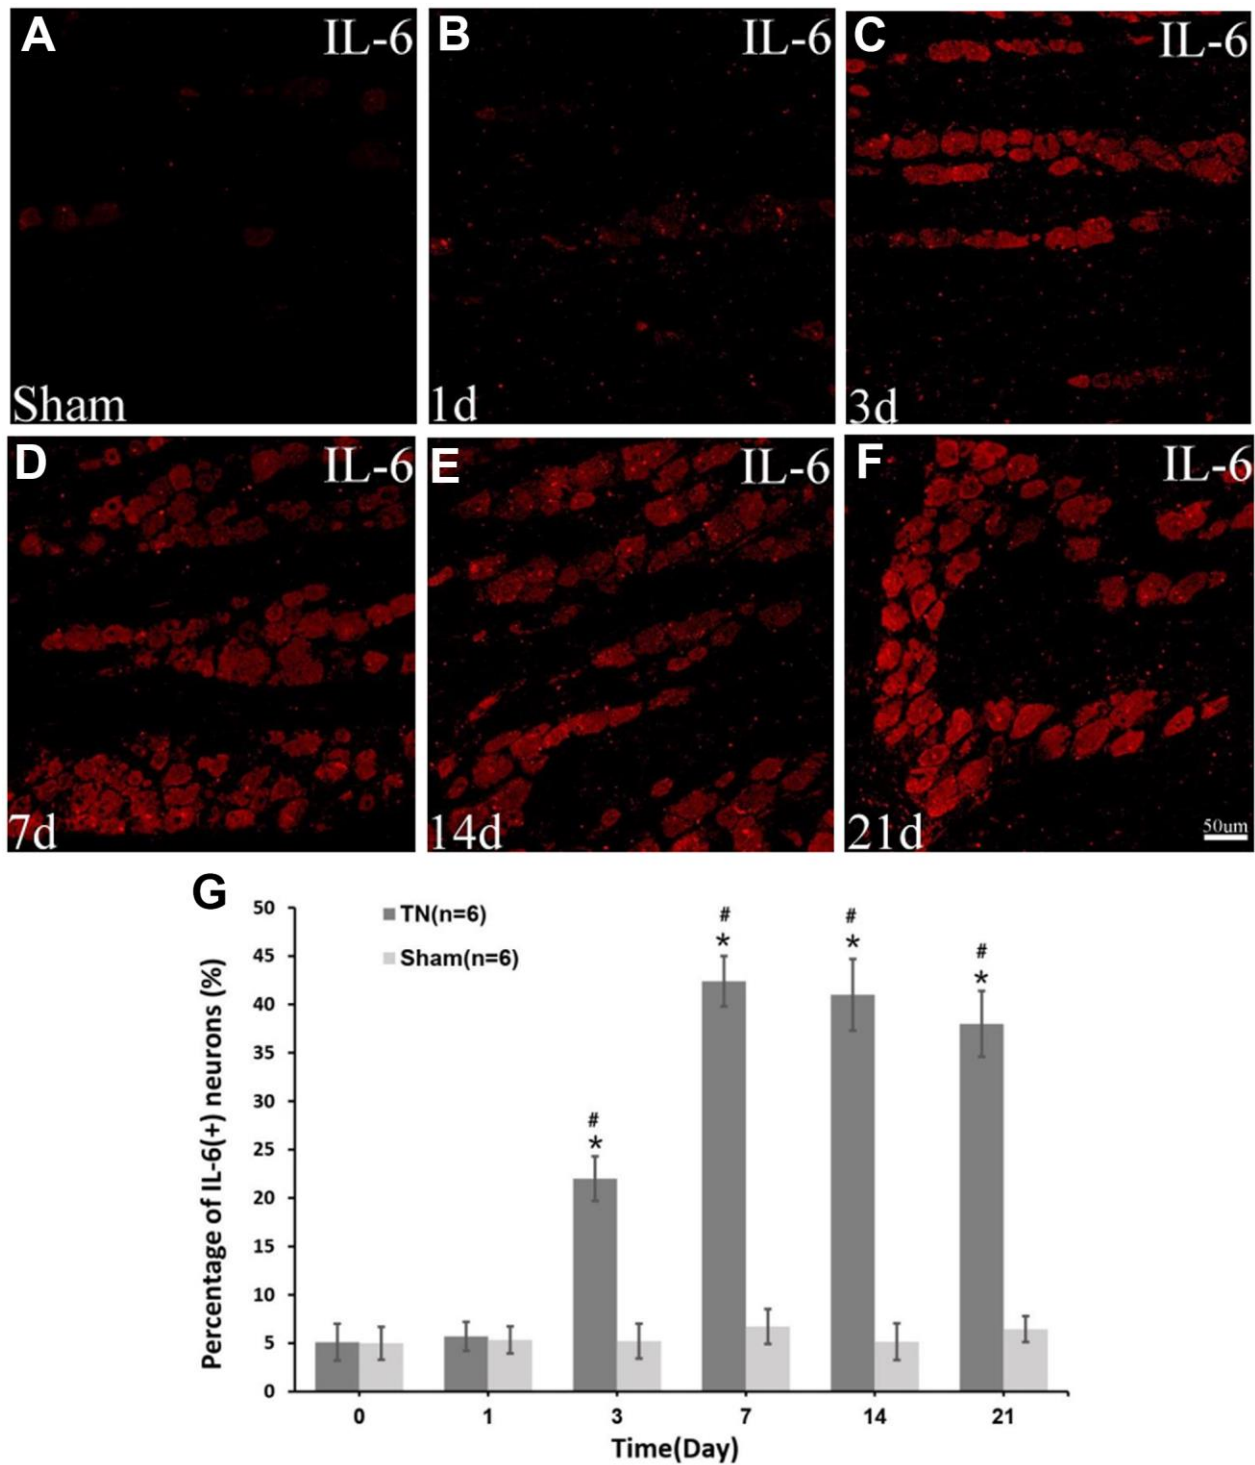 A IL-6
B IL-6
C IL-6
Sham
1d
3d
D IL-6
E IL-6
F IL-6
7d
14d
21d
50um
G
TN(n=6)
Sham(n=6)
Percentage of IL-6(+) neurons (%)
50
45
40
35
30
25
20
15
10
5
0
# *
# *
# *
# *
0 1 3 7 14 21
Time(Day)